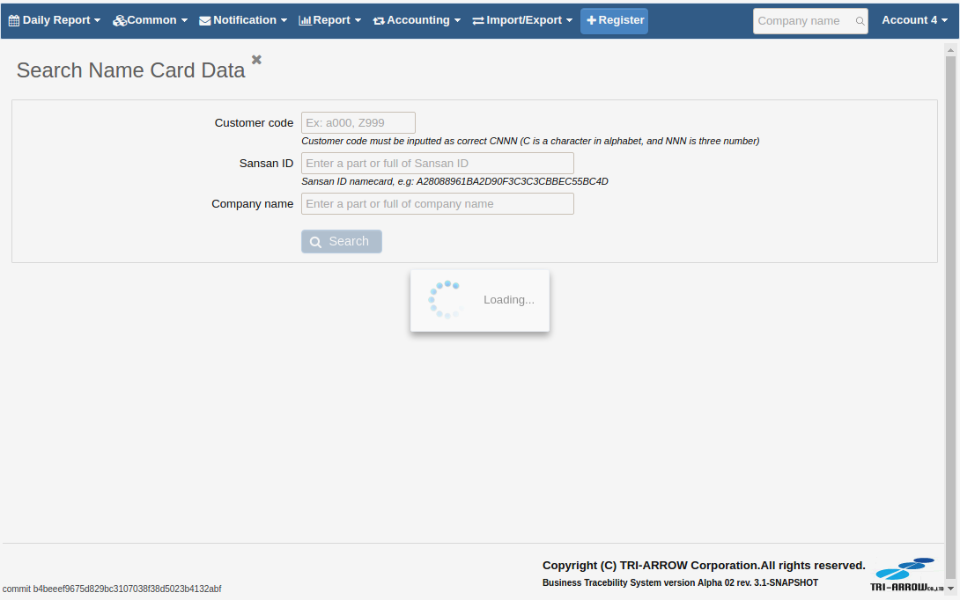 Daily Report Common Notification Report Accounting Import/Export Register Company name Account 4
Search Name Card Data
Customer code Ex: a000, Z999
Customer code must be inputted as correct CNNN (C is a character in alphabet, and NNN is three number)
Sansan ID Enter a part or full of Sansan ID
Sansan ID namecard, e.g: A28088961BA2D90F3C3C3CBBEC55BC4D
Company name Enter a part or full of company name
Search
Loading...
Copyright (C) TRI-ARROW Corporation.All rights reserved.
Business Tracebility System version Alpha 02 rev. 3.1-SNAPSHOT
TRI-ARROW CO.,LTD
commit b4beeef9675d829bc3107038f38d5023b4132abf